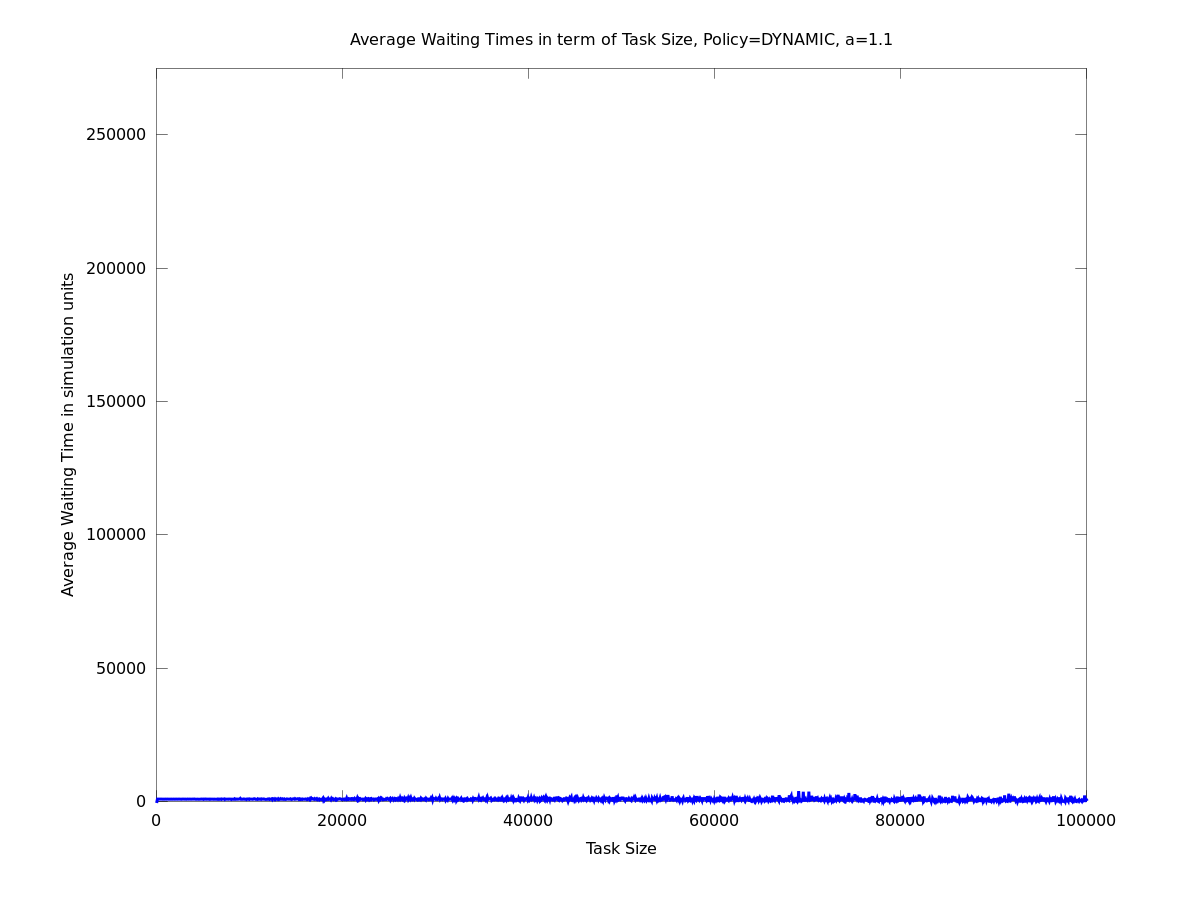 Average Waiting Times in term of Task Size, Policy=DYNAMIC, a=1.1
250000
200000
150000
100000
50000
0
Average Waiting Time in simulation units
0 20000 40000 60000 80000 100000
Task Size